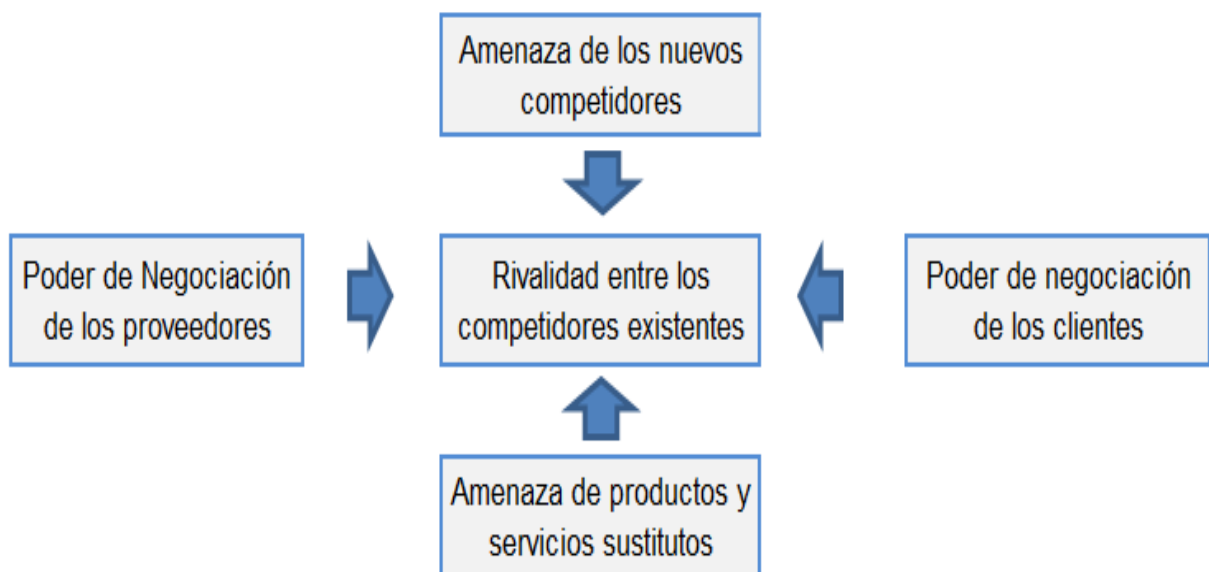 Amenaza de los nuevos
competidores
Poder de Negociación
de los proveedores
Rivalidad entre los
competidores existentes
Poder de negociación
de los clientes
Amenaza de productos y
servicios sustitutos